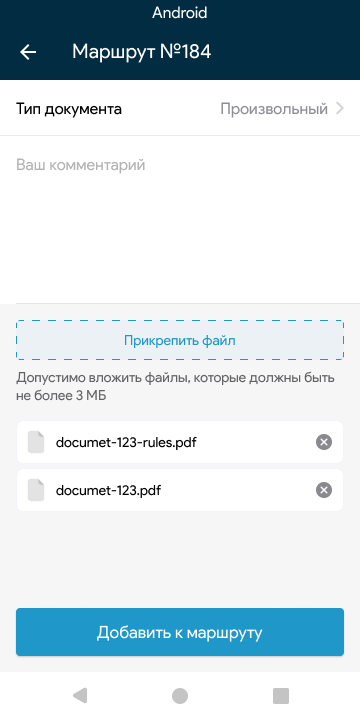 Android
Маршрут №184
Тип документа Произвольный
Ваш комментарий
Прикрепить файл
Допустимо вложить файлы, которые должны быть
не более 3 МБ
documet-123-rules.pdf
documet-123.pdf
Добавить к маршруту